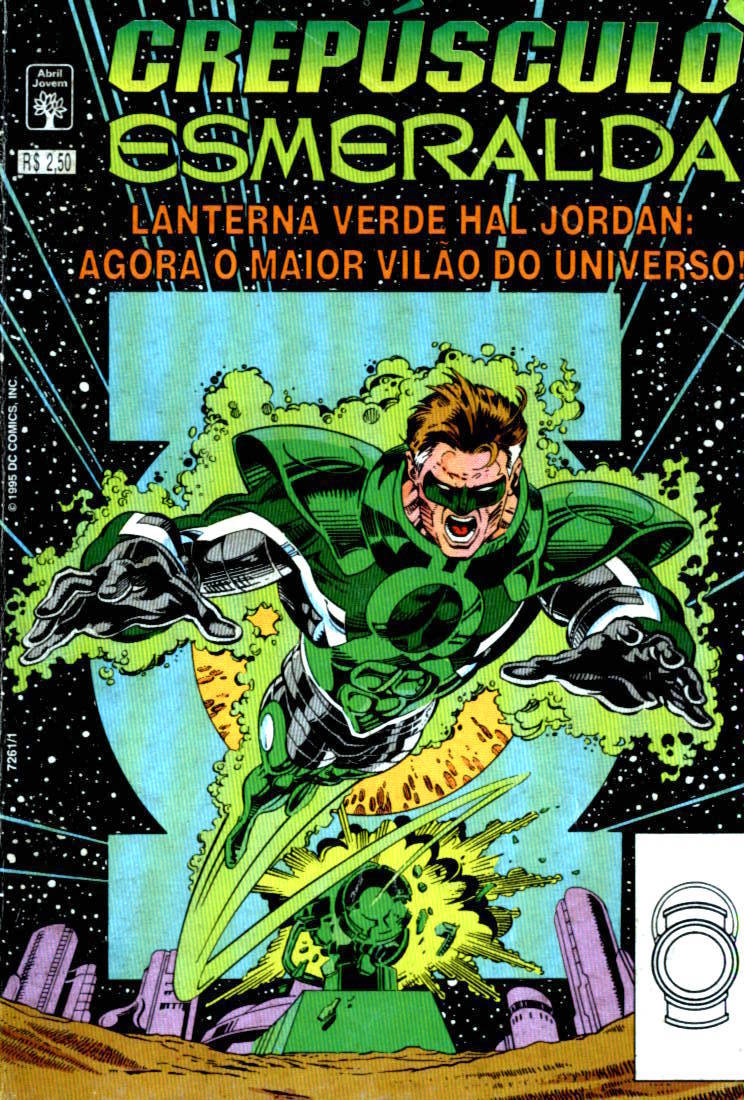 CREPÚSCULO
ESMERALDA
Abril
Jovem
R$ 2,50
LANTERNA VERDE HAL JORDAN:
AGORA O MAIOR VILÃO DO UNIVERSO!
© 1995 DC COMICS, INC.
7261/1